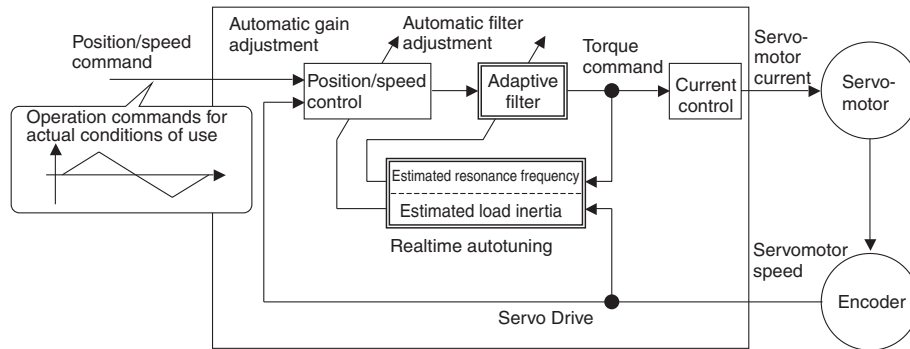 Position/speed
command
Operation commands for
actual conditions of use
Automatic gain
adjustment
Automatic filter
adjustment
Position/speed
control
Adaptive
filter
Torque
command
Current
control
Servo-
motor
current
Servo-
motor
Estimated resonance frequency
Estimated load inertia
Realtime autotuning
Servomotor
speed
Encoder
Servo Drive